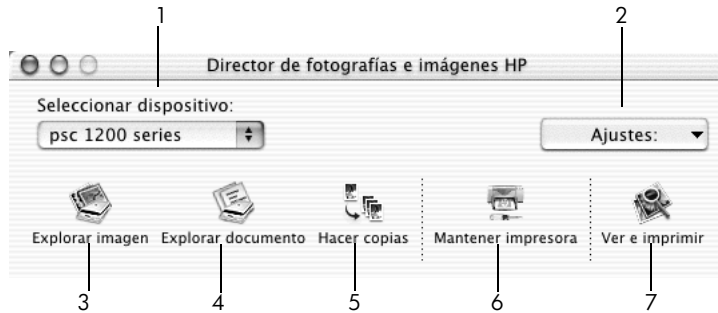 1 2
Director de fotografías e imágenes HP
Seleccionar dispositivo:
psc 1200 series
Ajustes:
Explorar imagen Explorar documento Hacer copias Mantener impresora Ver e imprimir
3 4 5 6 7